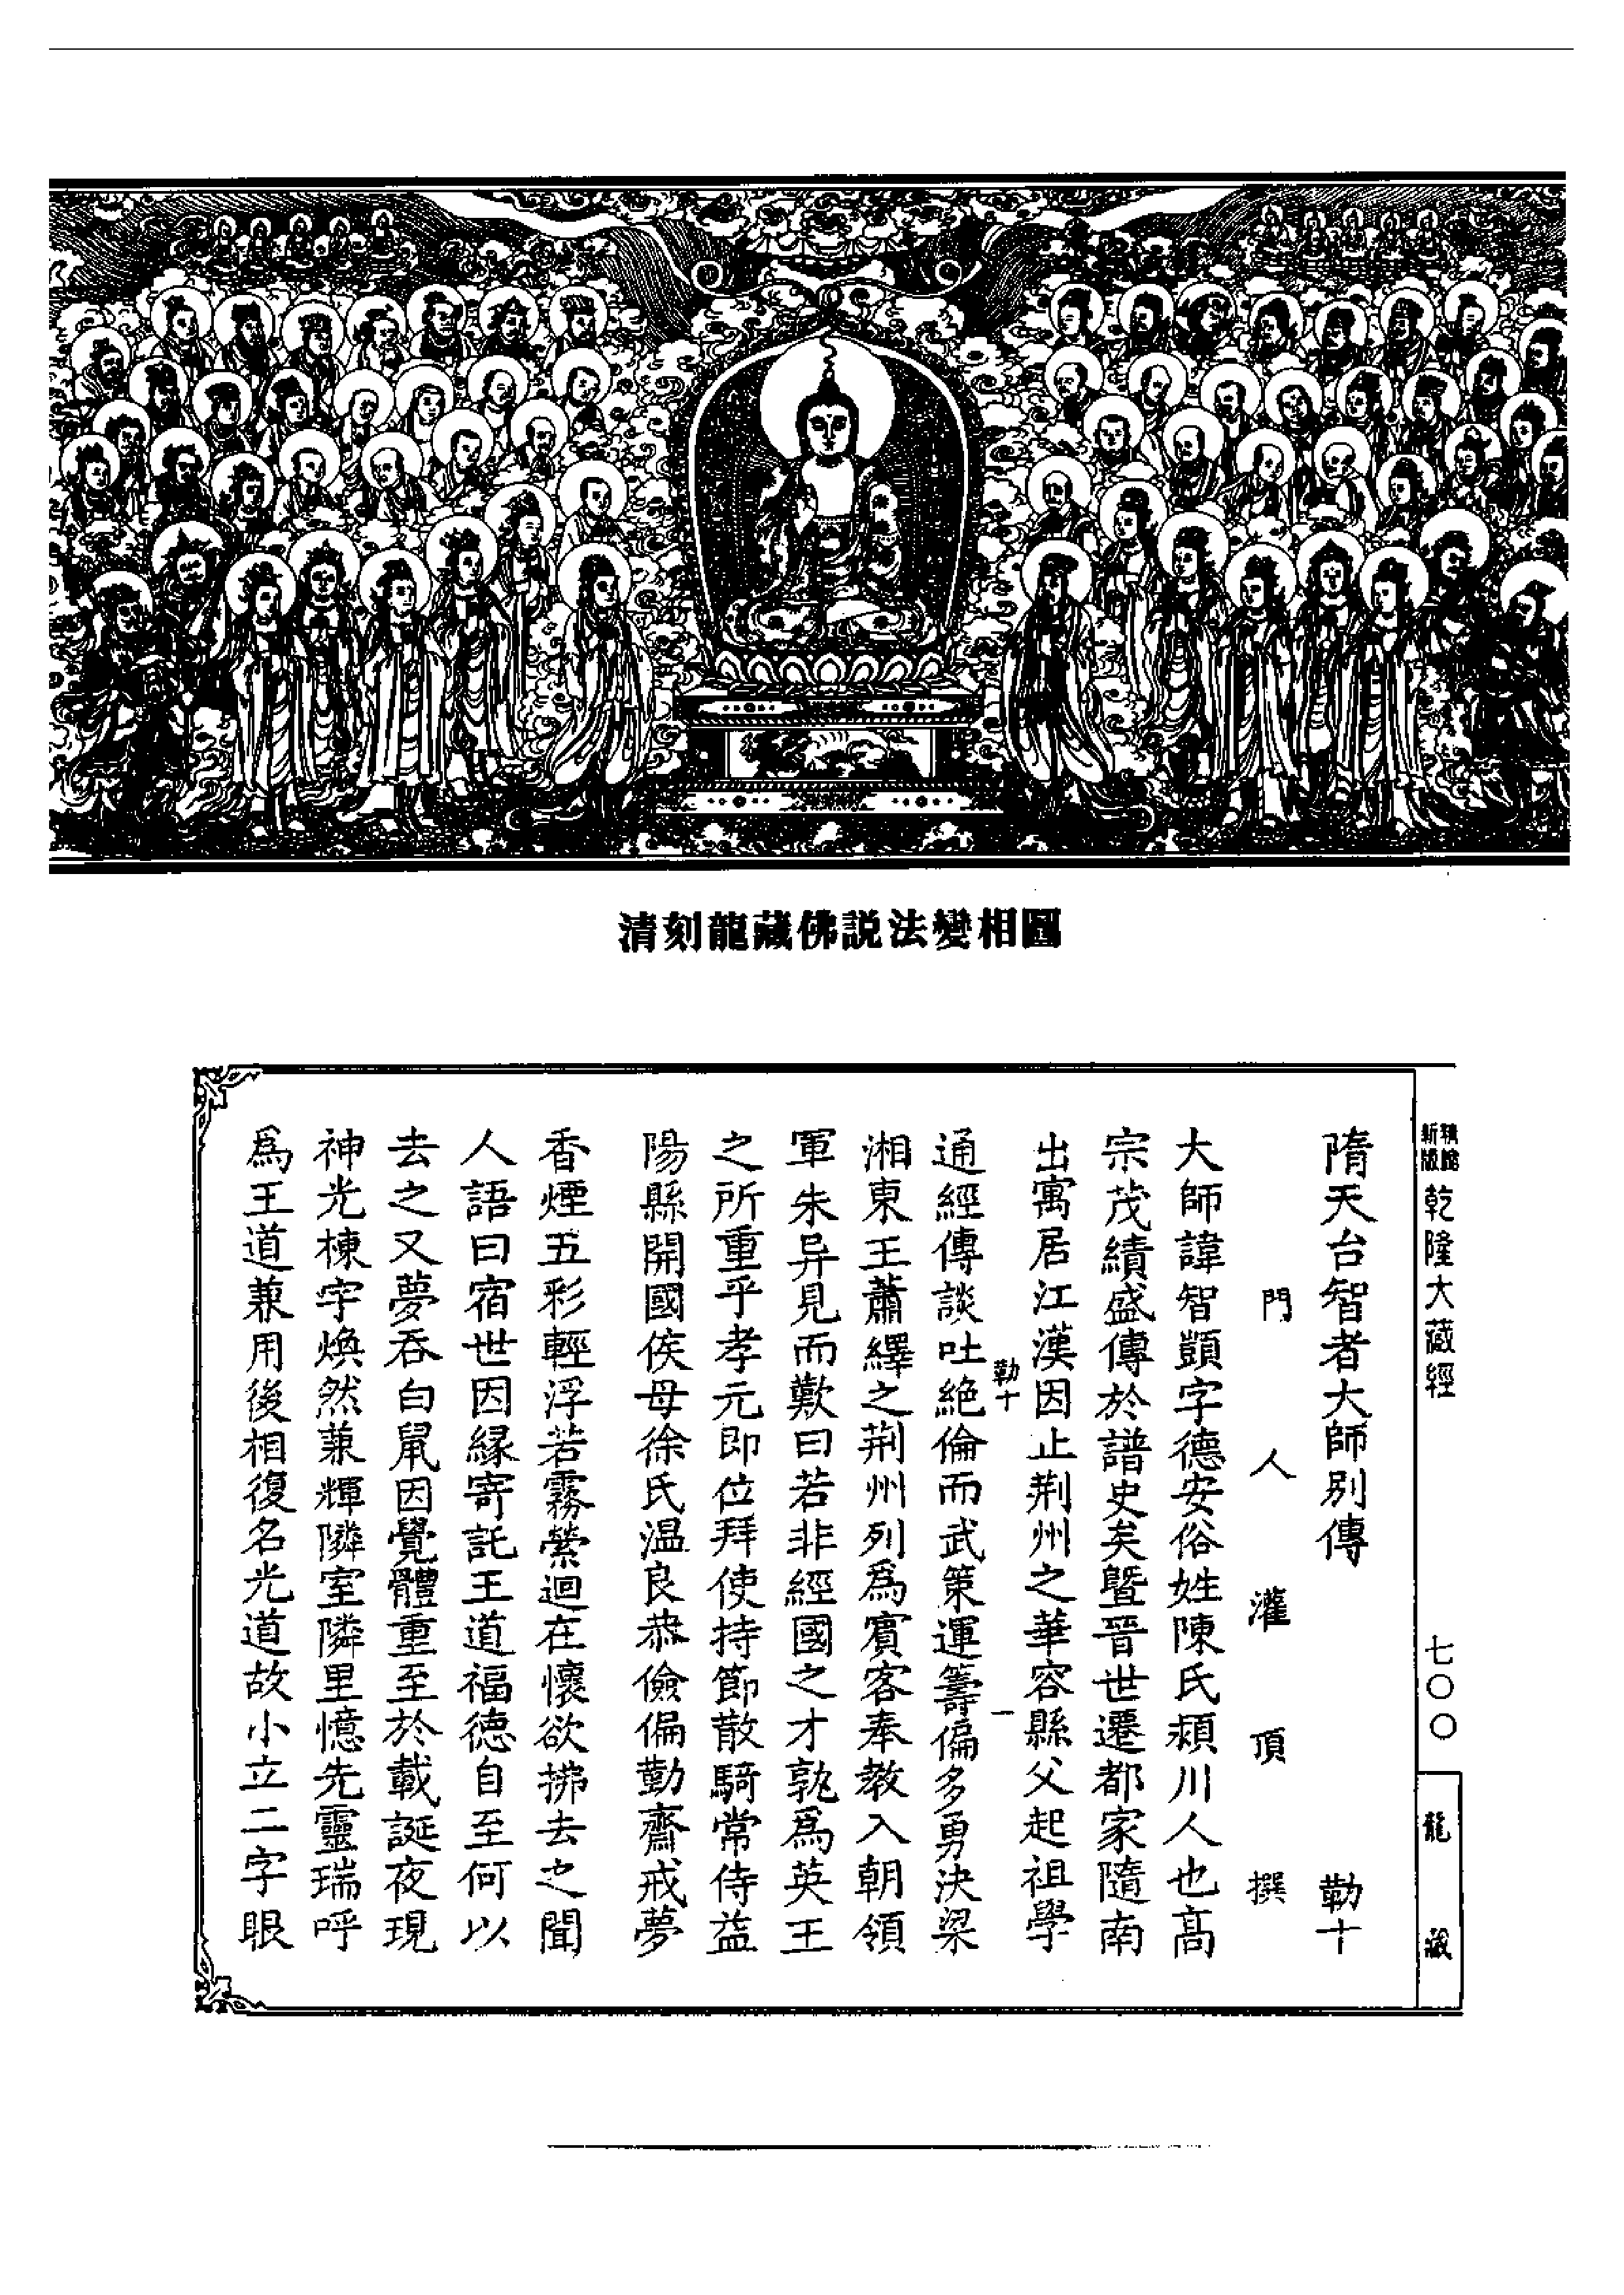 清刻龍藏佛説法變相圖
新版
乾隆大藏經
七〇〇
龍藏
隋天台智者大師別傳 勒十
門人灌頂撰
大師諱智顗字德安俗姓陳氏潁川人也高
宗茂績盛傳於譜史矣曁晉世遷都家隨南
出寓居江漢因止荆州之華容縣父起祖學
勒十 一
通經傳談吐絶倫而武策運籌偏多勇決梁
湘東王蕭繹之荆州列爲賓客奉教入朝領
軍朱异見而歎曰若非經國之才孰爲英王
之所重乎孝元即位拜使持節散騎常侍益
陽縣開國侯母徐氏温良恭儉偏勤齋戒夢
香煙五彩輕浮若霧縈迴在懷欲拂去之聞
人語曰宿世因緣寄託王道福德自至何以
去之又夢吞白鼠因覺體重至於載誕夜現
神光棟宇煥然兼輝隣室隣里憶先靈瑞呼
爲王道兼用後相復名光道故小立二字眼